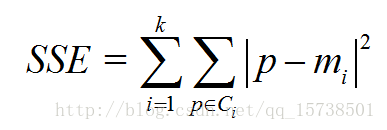 SSE = \sum_{i=1}^{k} \sum_{p \in C_i} |p - m_i|^2
http://blog.csdn.net/qq_15738501